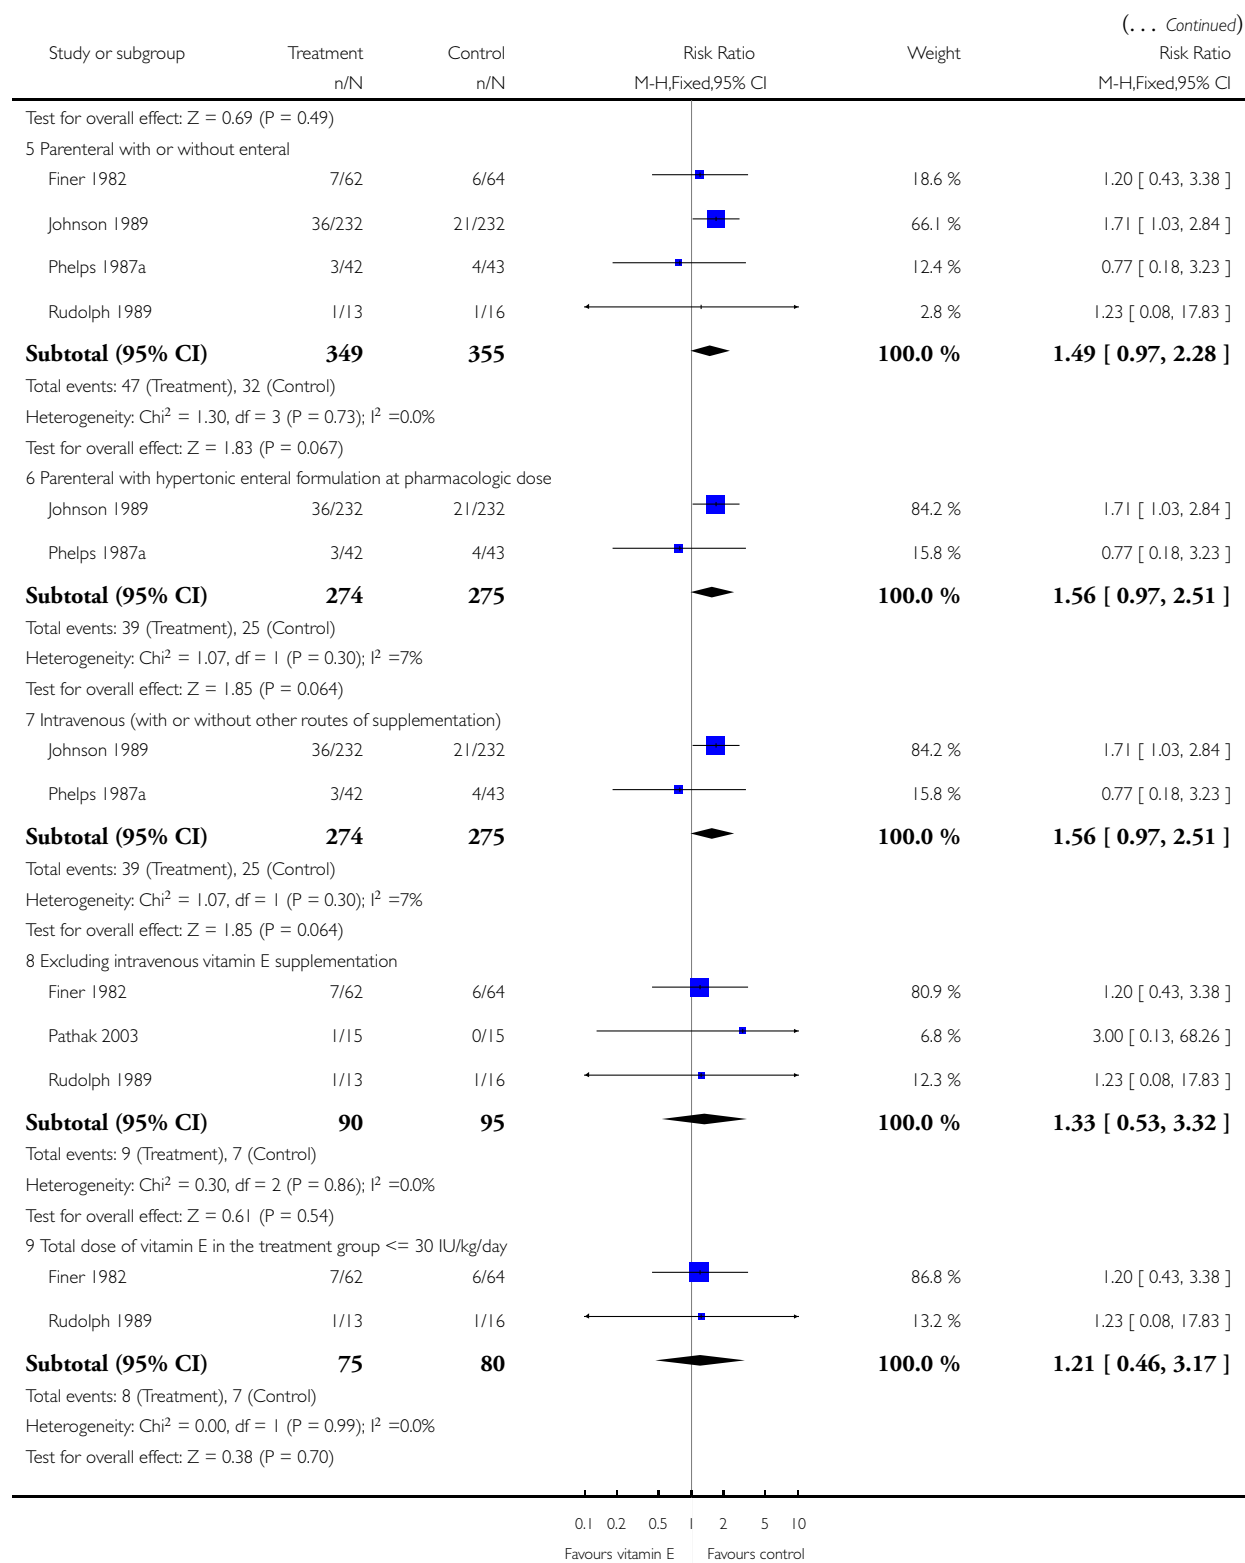 (... Continued)
Study or subgroup Treatment Control Risk Ratio Weight Risk Ratio
n/N n/N M-H,Fixed,95% CI M-H,Fixed,95% CI
Test for overall effect: Z = 0.69 (P = 0.49)
5 Parenteral with or without enteral
Finer 1982 7/62 6/64 18.6 % 1.20 [ 0.43, 3.38 ]
Johnson 1989 36/232 21/232 66.1 % 1.71 [ 1.03, 2.84 ]
Phelps 1987a 3/42 4/43 12.4 % 0.77 [ 0.18, 3.23 ]
Rudolph 1989 1/13 1/16 2.8 % 1.23 [ 0.08, 17.83 ]
Subtotal (95% CI) 349 355 100.0 % 1.49 [ 0.97, 2.28 ]
Total events: 47 (Treatment), 32 (Control)
Heterogeneity: Chi² = 1.30, df = 3 (P = 0.73); I² =0.0%
Test for overall effect: Z = 1.83 (P = 0.067)
6 Parenteral with hypertonic enteral formulation at pharmacologic dose
Johnson 1989 36/232 21/232 84.2 % 1.71 [ 1.03, 2.84 ]
Phelps 1987a 3/42 4/43 15.8 % 0.77 [ 0.18, 3.23 ]
Subtotal (95% CI) 274 275 100.0 % 1.56 [ 0.97, 2.51 ]
Total events: 39 (Treatment), 25 (Control)
Heterogeneity: Chi² = 1.07, df = 1 (P = 0.30); I² =7%
Test for overall effect: Z = 1.85 (P = 0.064)
7 Intravenous (with or without other routes of supplementation)
Johnson 1989 36/232 21/232 84.2 % 1.71 [ 1.03, 2.84 ]
Phelps 1987a 3/42 4/43 15.8 % 0.77 [ 0.18, 3.23 ]
Subtotal (95% CI) 274 275 100.0 % 1.56 [ 0.97, 2.51 ]
Total events: 39 (Treatment), 25 (Control)
Heterogeneity: Chi² = 1.07, df = 1 (P = 0.30); I² =7%
Test for overall effect: Z = 1.85 (P = 0.064)
8 Excluding intravenous vitamin E supplementation
Finer 1982 7/62 6/64 80.9 % 1.20 [ 0.43, 3.38 ]
Pathak 2003 1/15 0/15 6.8 % 3.00 [ 0.13, 68.26 ]
Rudolph 1989 1/13 1/16 12.3 % 1.23 [ 0.08, 17.83 ]
Subtotal (95% CI) 90 95 100.0 % 1.33 [ 0.53, 3.32 ]
Total events: 9 (Treatment), 7 (Control)
Heterogeneity: Chi² = 0.30, df = 2 (P = 0.86); I² =0.0%
Test for overall effect: Z = 0.61 (P = 0.54)
9 Total dose of vitamin E in the treatment group <= 30 IU/kg/day
Finer 1982 7/62 6/64 86.8 % 1.20 [ 0.43, 3.38 ]
Rudolph 1989 1/13 1/16 13.2 % 1.23 [ 0.08, 17.83 ]
Subtotal (95% CI) 75 80 100.0 % 1.21 [ 0.46, 3.17 ]
Total events: 8 (Treatment), 7 (Control)
Heterogeneity: Chi² = 0.00, df = 1 (P = 0.99); I² =0.0%
Test for overall effect: Z = 0.38 (P = 0.70)
0.1 0.2 0.5 1 2 5 10
Favours vitamin E Favours control